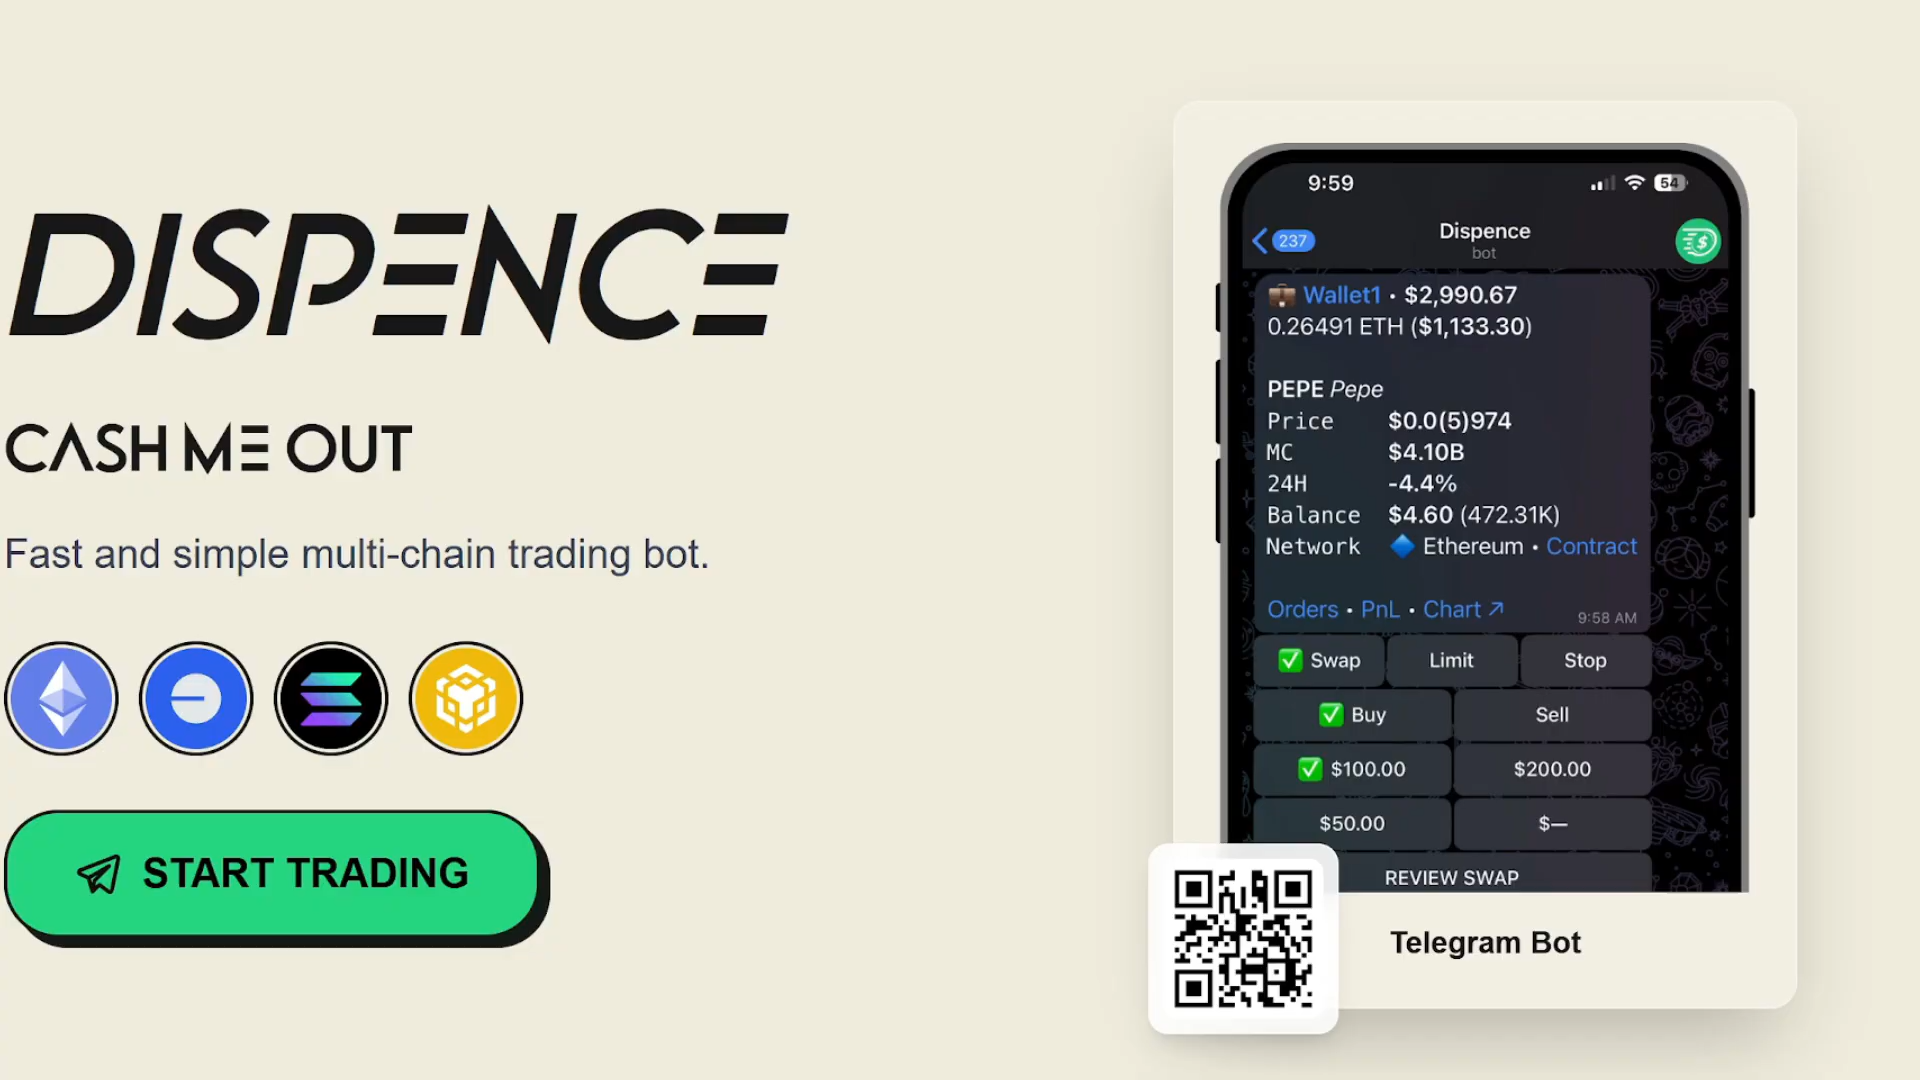 DISPENCE
CASH ME OUT
Fast and simple multi-chain trading bot.
START TRADING
9:59
54
237
Dispence
bot
Wallet1 • $2,990.67
0.26491 ETH ($1,133.30)
PEPE Pepe
Price $0.0(5)974
MC $4.10B
24H -4.4%
Balance $4.60 (472.31K)
Network Ethereum • Contract
Orders • PnL • Chart ↗
9:58 AM
✅ Swap Limit Stop
✅ Buy Sell
✅ $100.00 $200.00
$50.00 $—
REVIEW SWAP
Telegram Bot